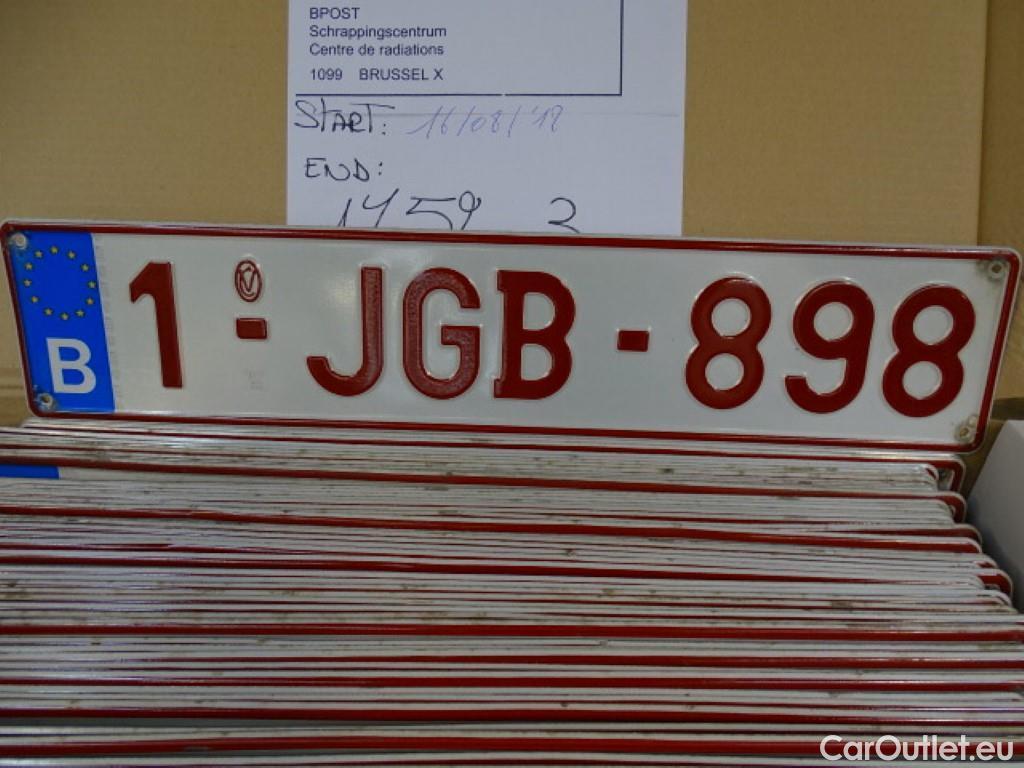 BPOST
Schrappingscentrum
Centre de radiations
1099 BRUSSEL X
START: 16/08/'18
END:
B 1-JGB-898
CarOutlet.eu